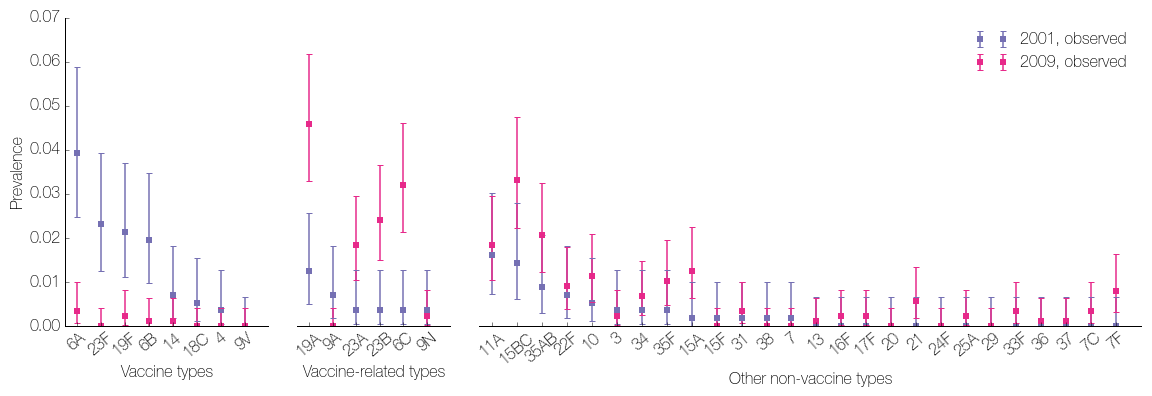 0.07
0.06
0.05
0.04
0.03
0.02
0.01
0.00
Prevalence
2001, observed
2009, observed
6A 23F 19F 6B 14 18C 4 9V
Vaccine types
19A 9A 23A 23B 6C 9N
Vaccine-related types
11A 15BC 35AB 22F 10 3 34 35F 15A 15F 31 38 7 13 16F 17F 20 21 24F 25A 29 33F 36 37 7C 7F
Other non-vaccine types